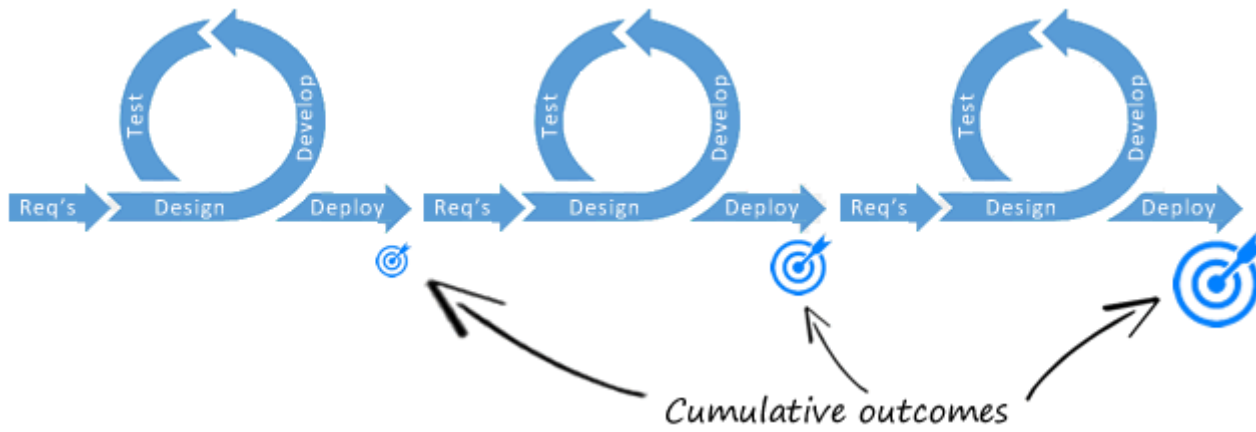 Test
Develop
Req's
Design
Deploy
Test
Develop
Req's
Design
Deploy
Test
Develop
Req's
Design
Deploy
Cumulative outcomes